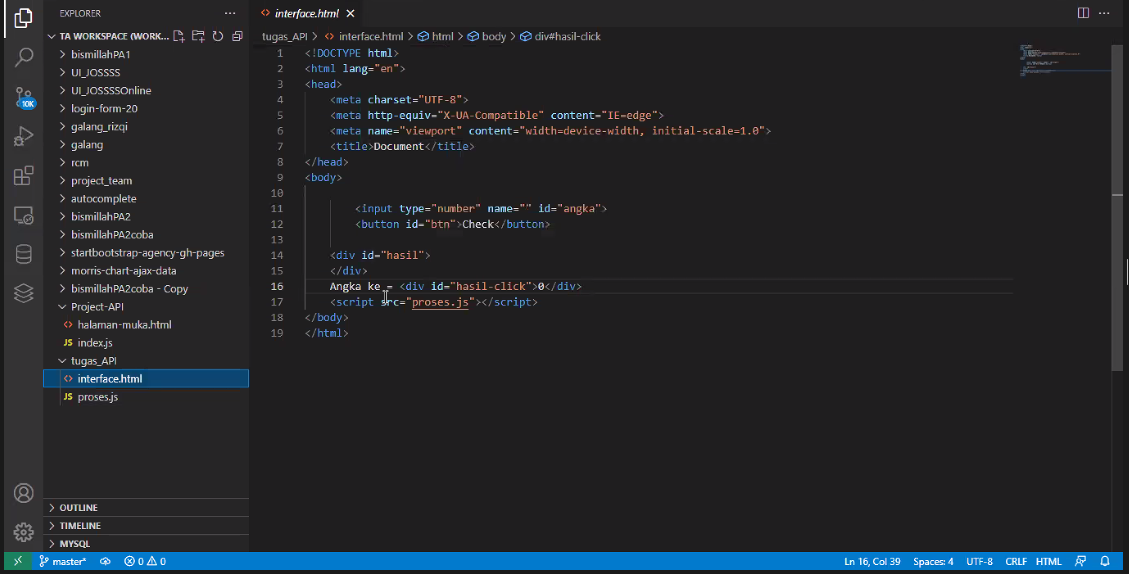 EXPLORER
TA WORKSPACE (WORK...
bismillahPA1
UI_JOSSSS
UI_JOSSSSOnline
login-form-20
galang_rizqi
galang
rcm
project_team
autocomplete
bismillahPA2
bismillahPA2coba
startbootstrap-agency-gh-pages
morris-chart-ajax-data
bismillahPA2coba - Copy
Project-API
halaman-muka.html
JS index.js
tugas_API
interface.html
JS proses.js
OUTLINE
TIMELINE
MYSQL
10K
interface.html
tugas_API > interface.html > html > body > div#hasil-click
1 <!DOCTYPE html>
2 <html lang="en">
3 <head>
4 <meta charset="UTF-8">
5 <meta http-equiv="X-UA-Compatible" content="IE=edge">
6 <meta name="viewport" content="width=device-width, initial-scale=1.0">
7 <title>Document</title>
8 </head>
9 <body>
10
11 <input type="number" name="" id="angka">
12 <button id="btn">Check</button>
13
14 <div id="hasil">
15 </div>
16 Angka ke = <div id="hasil-click">0</div>
17 <script src="proses.js"></script>
18 </body>
19 </html>
master* 0 0 Ln 16, Col 39 Spaces: 4 UTF-8 CRLF HTML